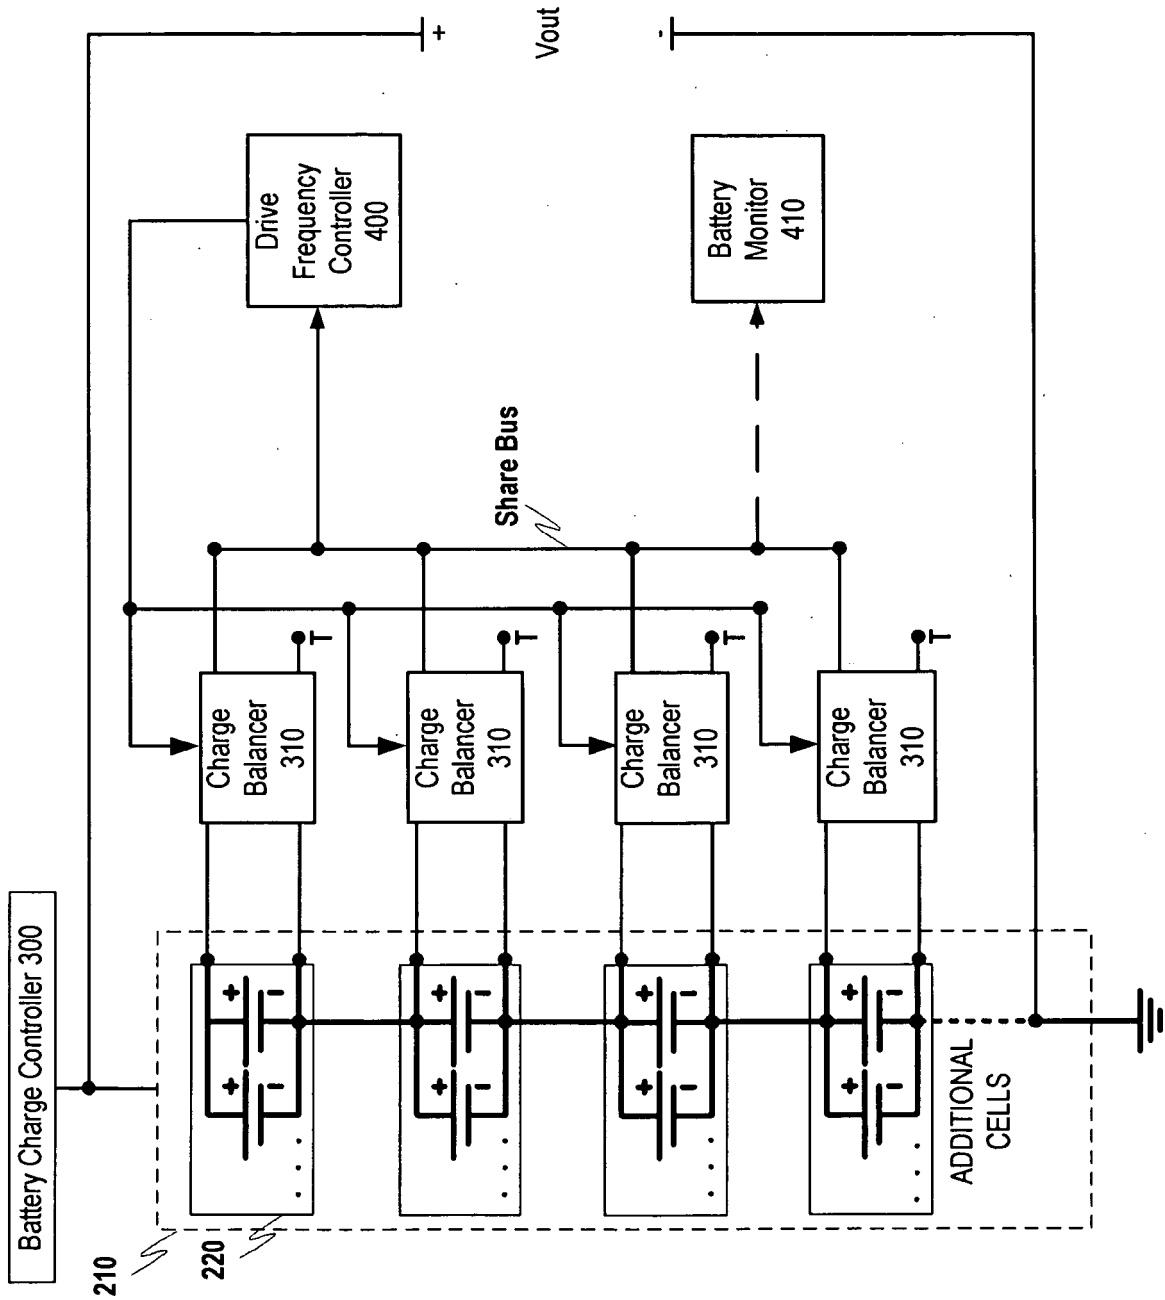 Battery Charge Controller 300
210
220
+
-
+
-
. . .
+
-
+
-
. . .
+
-
+
-
. . .
+
-
+
-
. . .
ADDITIONAL
CELLS
Charge
Balancer
310
T
Charge
Balancer
310
T
Charge
Balancer
310
T
Charge
Balancer
310
T
Share Bus
Drive
Frequency
Controller
400
Battery
Monitor
410
+
Vout
-